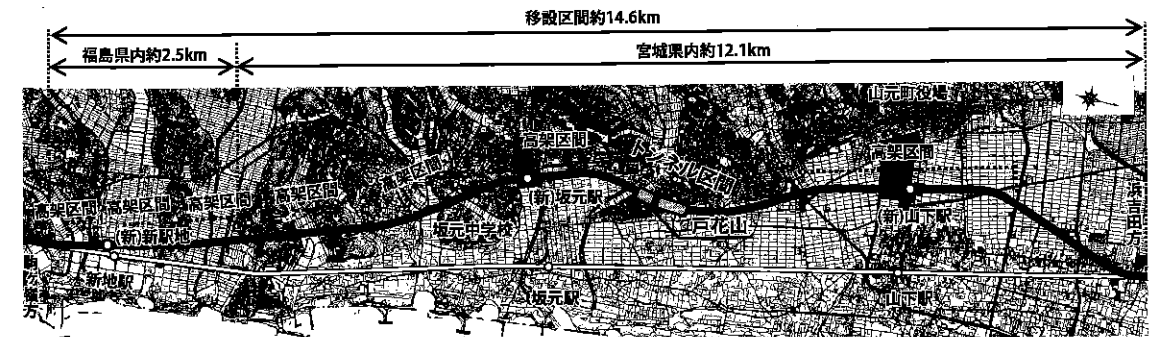 移設区間約14.6km
福島県内約2.5km
宮城県内約12.1km
山元町役場
高架区間
トンネル区間
高架区間
高架区間
高架区間
高架区間
高架区間
高架区間
(新)坂元駅
(新)山下駅
戸花山
坂元中学校
(新)新駅地
浜吉田方
新地駅
坂元駅
山下駅